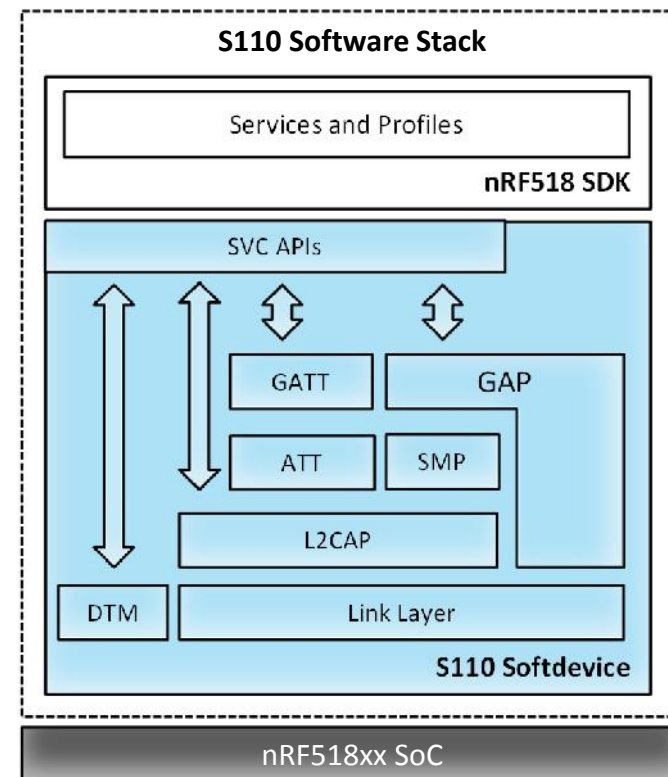 S110 Software Stack
Services and Profiles
nRF518 SDK
SVC APIs
GATT
GAP
ATT
SMP
L2CAP
DTM
Link Layer
S110 Softdevice
nRF518xx SoC